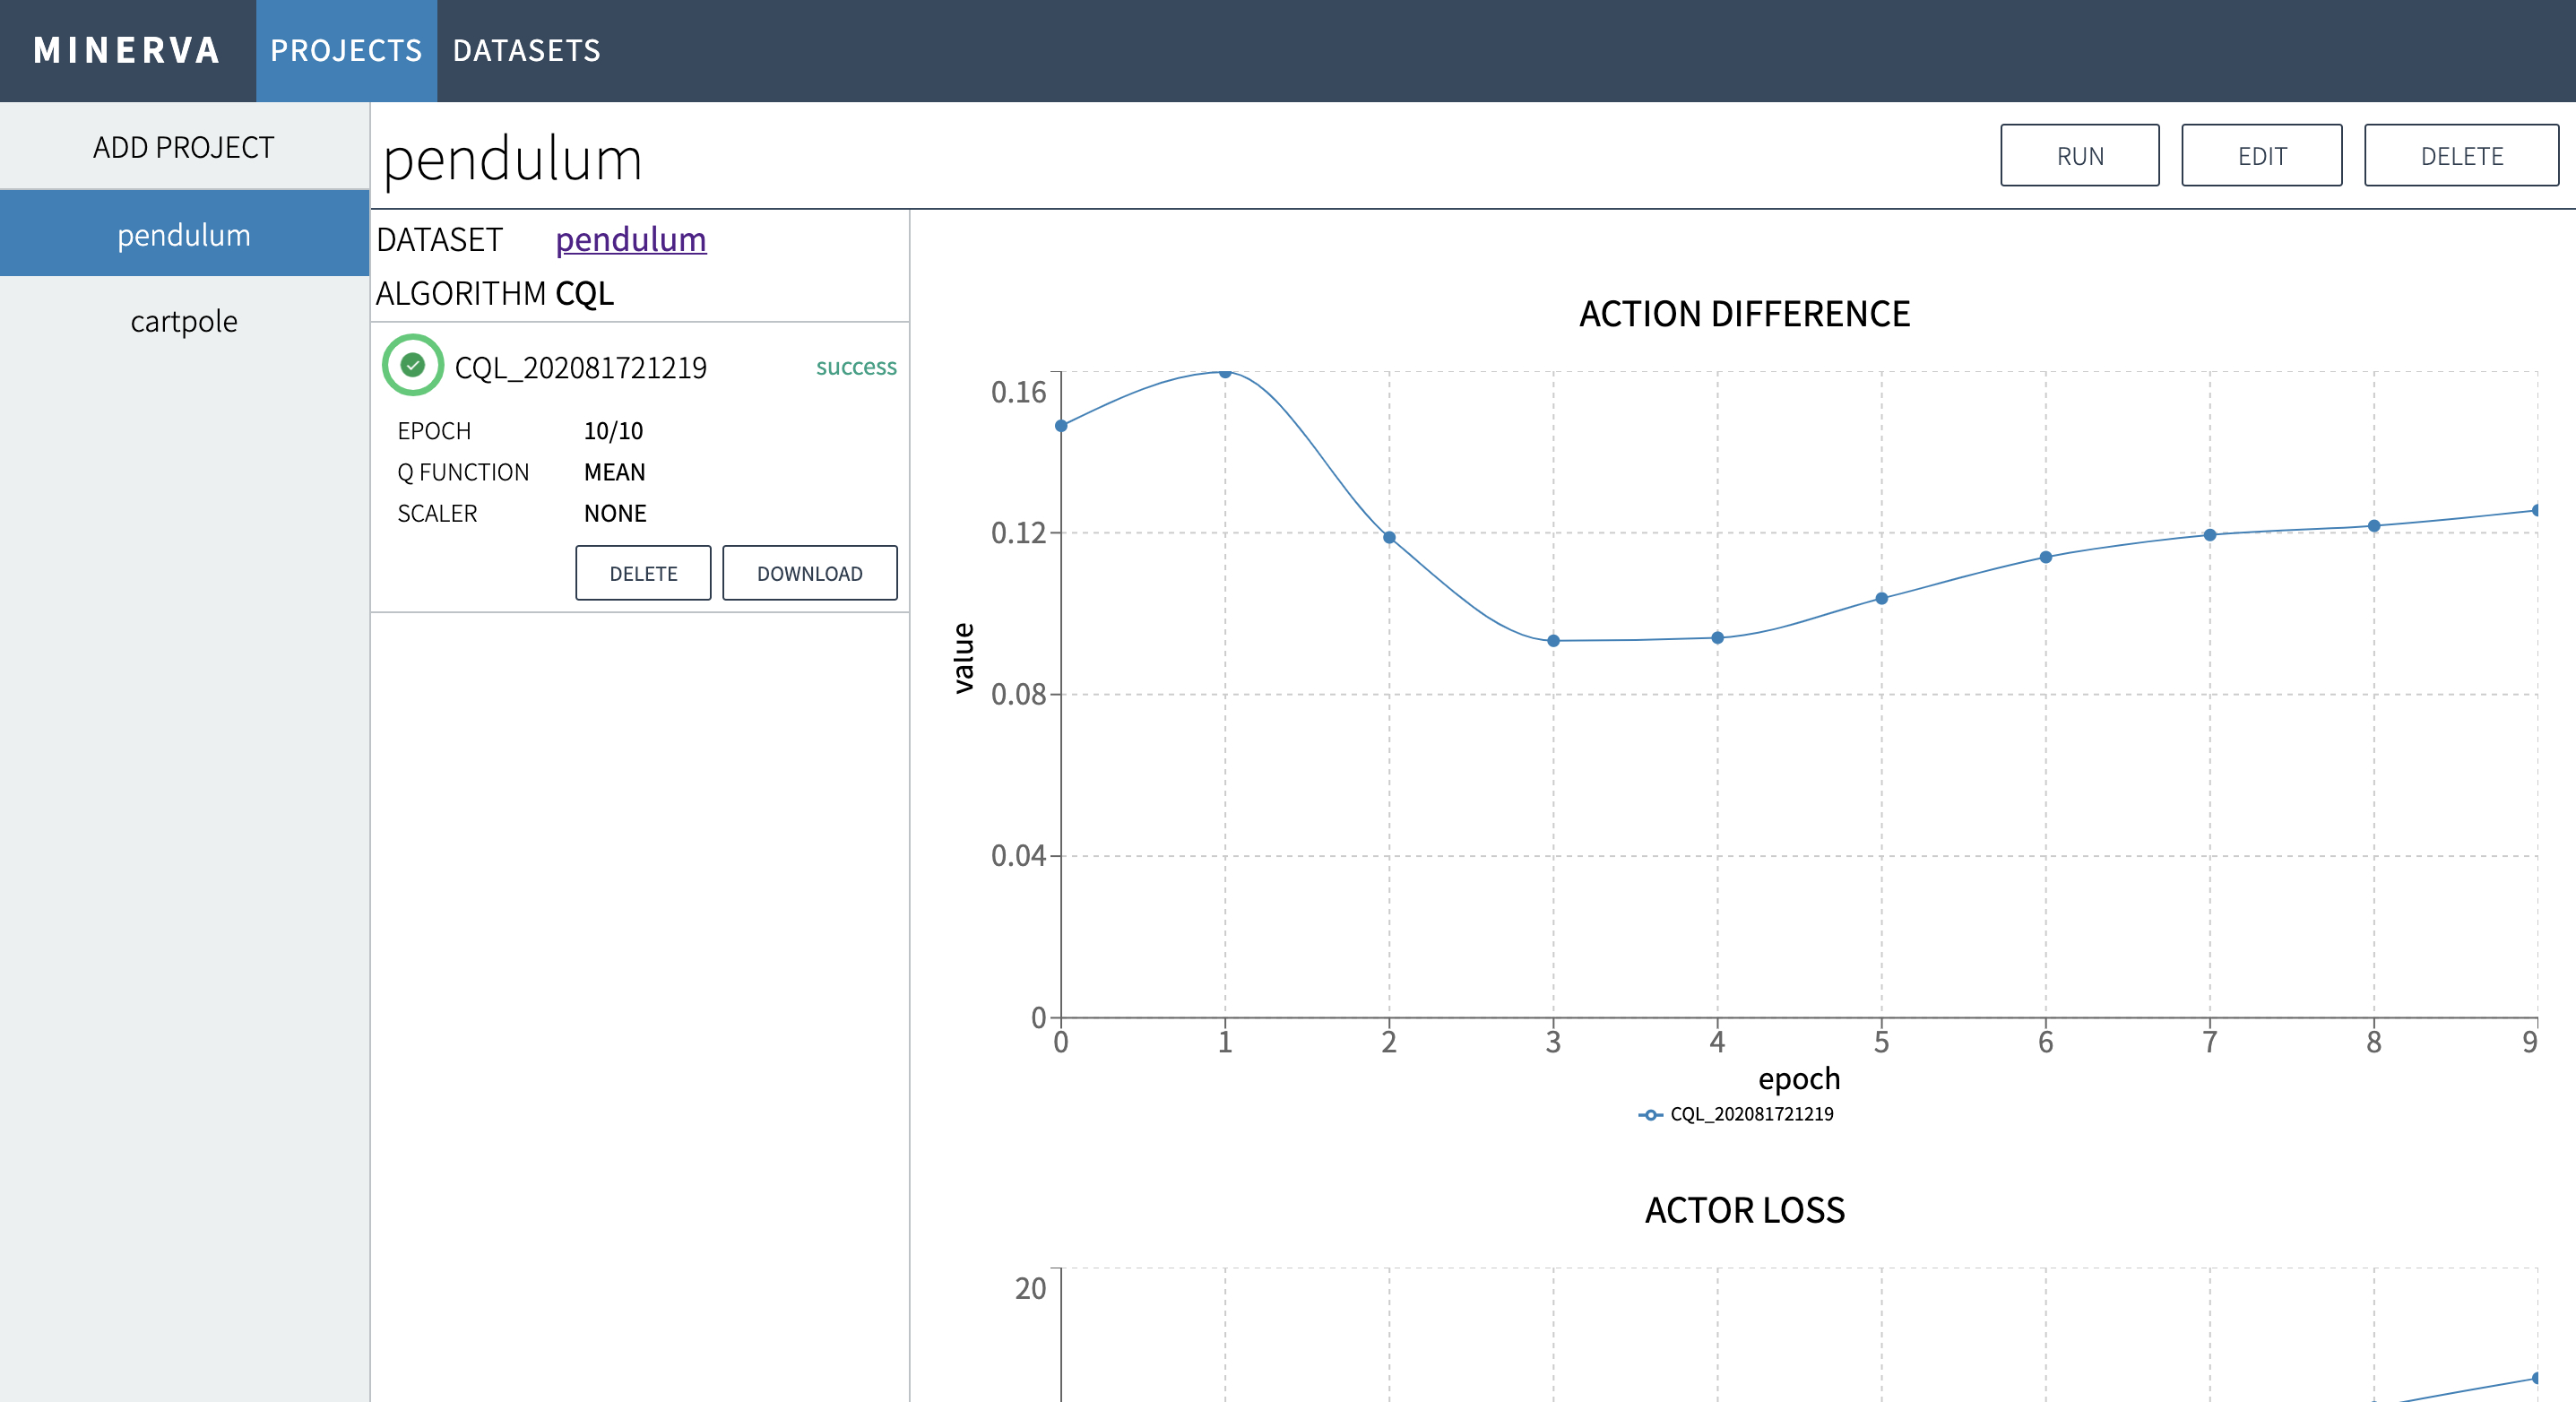 MINERVA PROJECTS DATASETS
ADD PROJECT
pendulum
cartpole
pendulum
RUN EDIT DELETE
DATASET pendulum
ALGORITHM CQL
CQL_202081721219 success
EPOCH 10/10
Q FUNCTION MEAN
SCALER NONE
DELETE DOWNLOAD
ACTION DIFFERENCE
0.16
0.12
0.08
0.04
0
value
0 1 2 3 4 5 6 7 8 9
epoch
CQL_202081721219
ACTOR LOSS
20